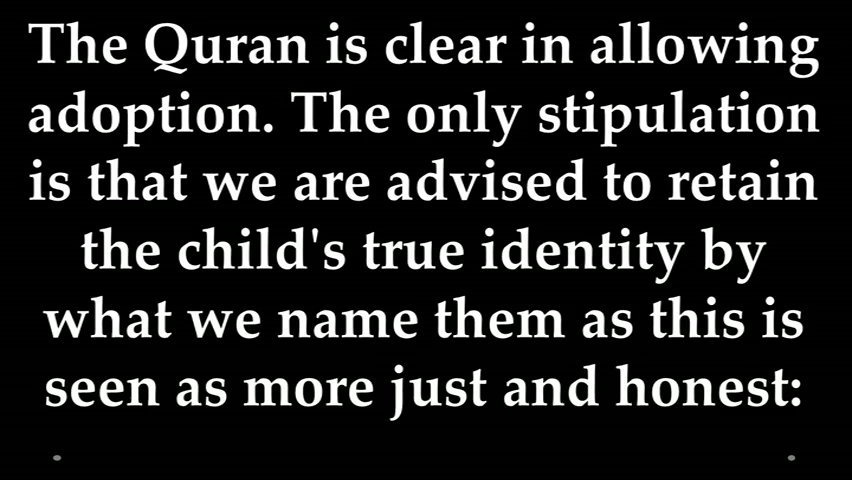 The Quran is clear in allowing
adoption. The only stipulation
is that we are advised to retain
the child's true identity by
what we name them as this is
seen as more just and honest: